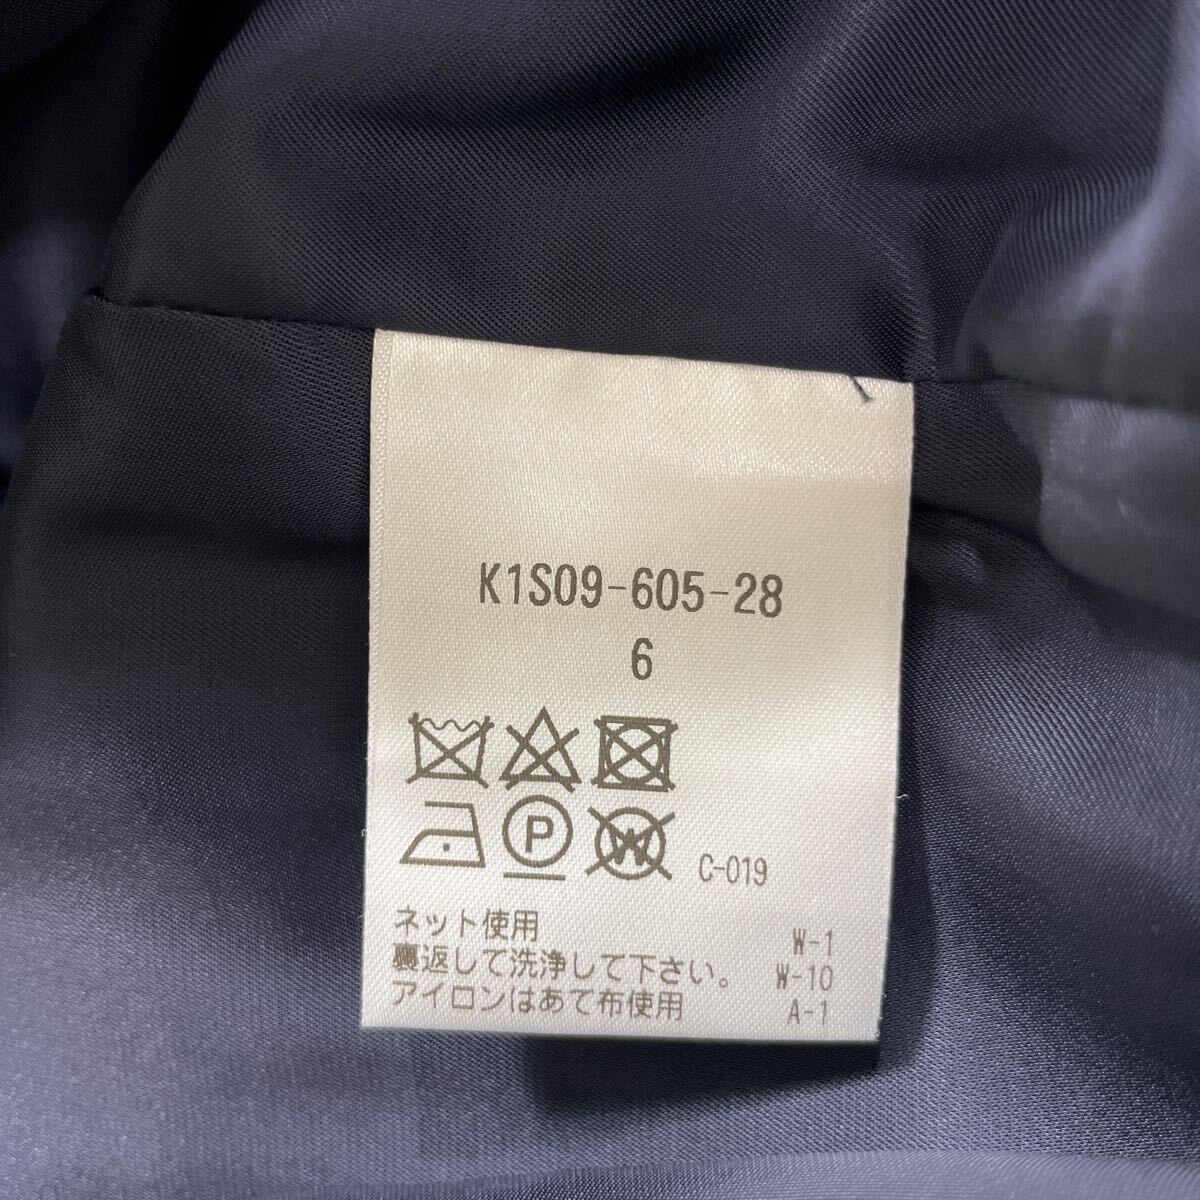 K1S09-605-28
6
P W C-019
ネット使用 W-1
裏返して洗浄して下さい。 W-10
アイロンはあて布使用 A-1